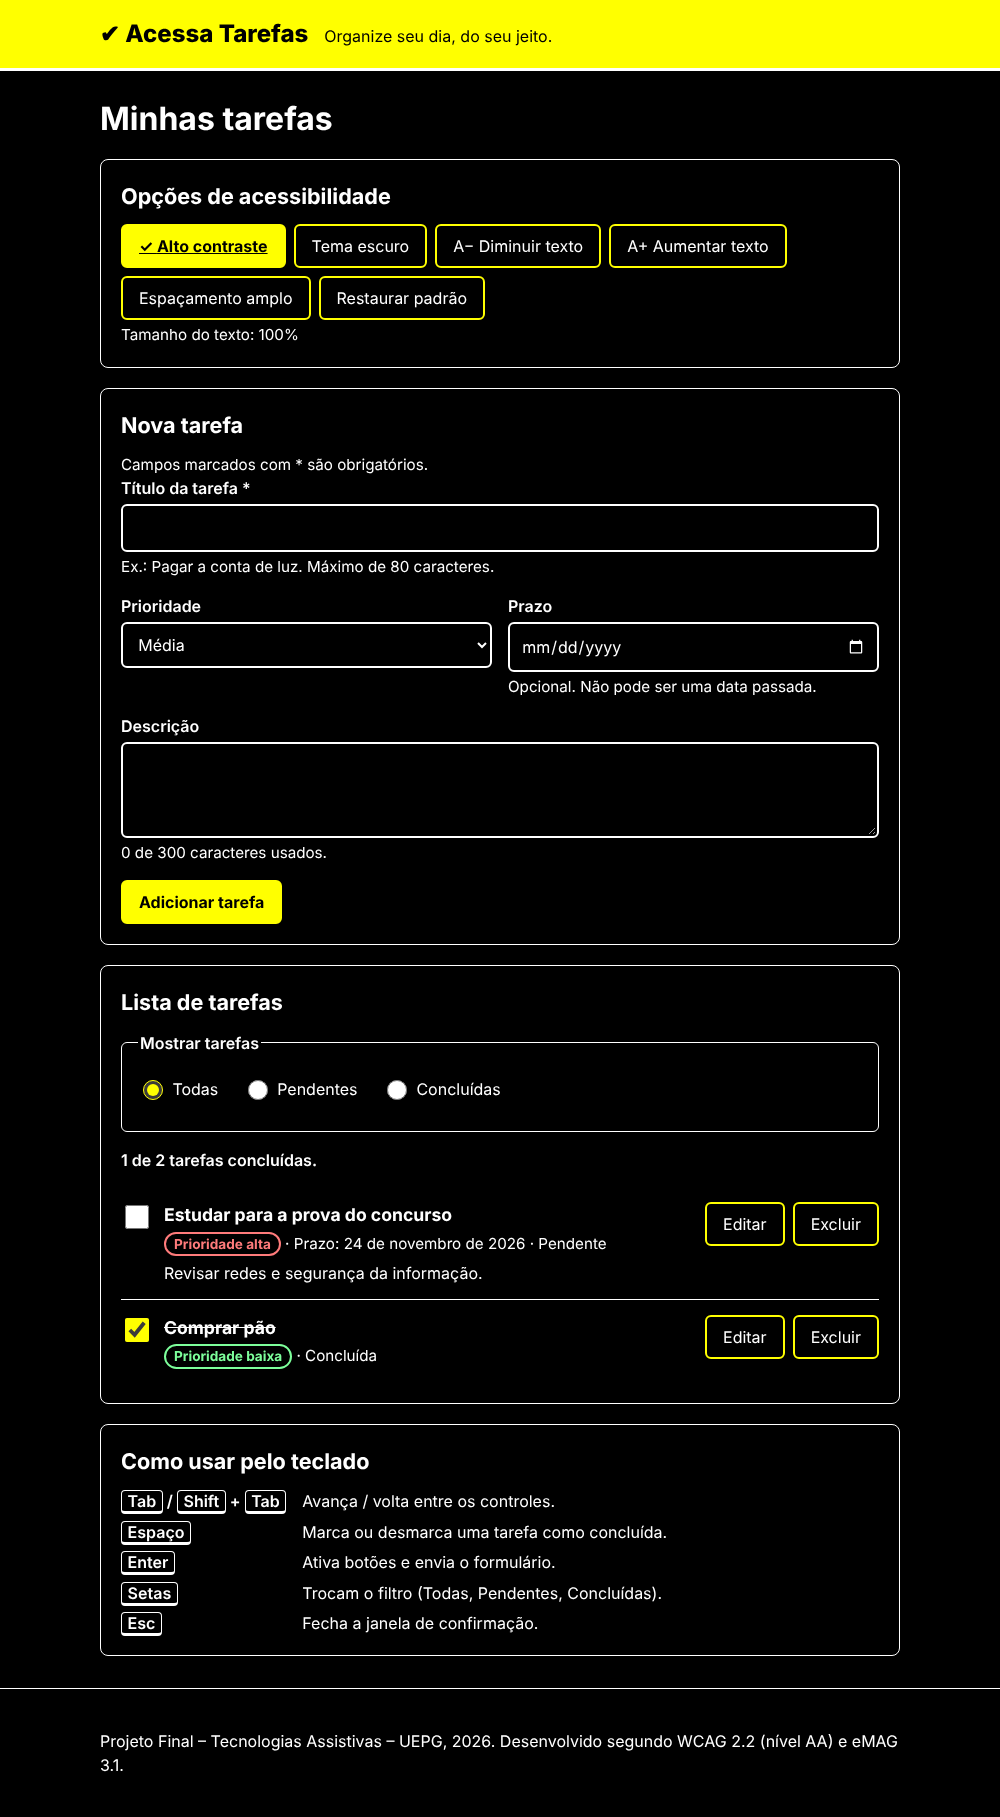 ✔ Acessa Tarefas Organize seu dia, do seu jeito.
Minhas tarefas
Opções de acessibilidade
✓ Alto contraste Tema escuro A− Diminuir texto A+ Aumentar texto
Espaçamento amplo Restaurar padrão
Tamanho do texto: 100%
Nova tarefa
Campos marcados com * são obrigatórios.
Título da tarefa *
Ex.: Pagar a conta de luz. Máximo de 80 caracteres.
Prioridade Prazo
Média mm/dd/yyyy
Opcional. Não pode ser uma data passada.
Descrição
0 de 300 caracteres usados.
Adicionar tarefa
Lista de tarefas
Mostrar tarefas
Todas Pendentes Concluídas
1 de 2 tarefas concluídas.
Estudar para a prova do concurso Editar Excluir
Prioridade alta · Prazo: 24 de novembro de 2026 · Pendente
Revisar redes e segurança da informação.
Comprar pão Editar Excluir
Prioridade baixa · Concluída
Como usar pelo teclado
Tab / Shift + Tab Avança / volta entre os controles.
Espaço Marca ou desmarca uma tarefa como concluída.
Enter Ativa botões e envia o formulário.
Setas Trocam o filtro (Todas, Pendentes, Concluídas).
Esc Fecha a janela de confirmação.
Projeto Final – Tecnologias Assistivas – UEPG, 2026. Desenvolvido segundo WCAG 2.2 (nível AA) e eMAG
3.1.